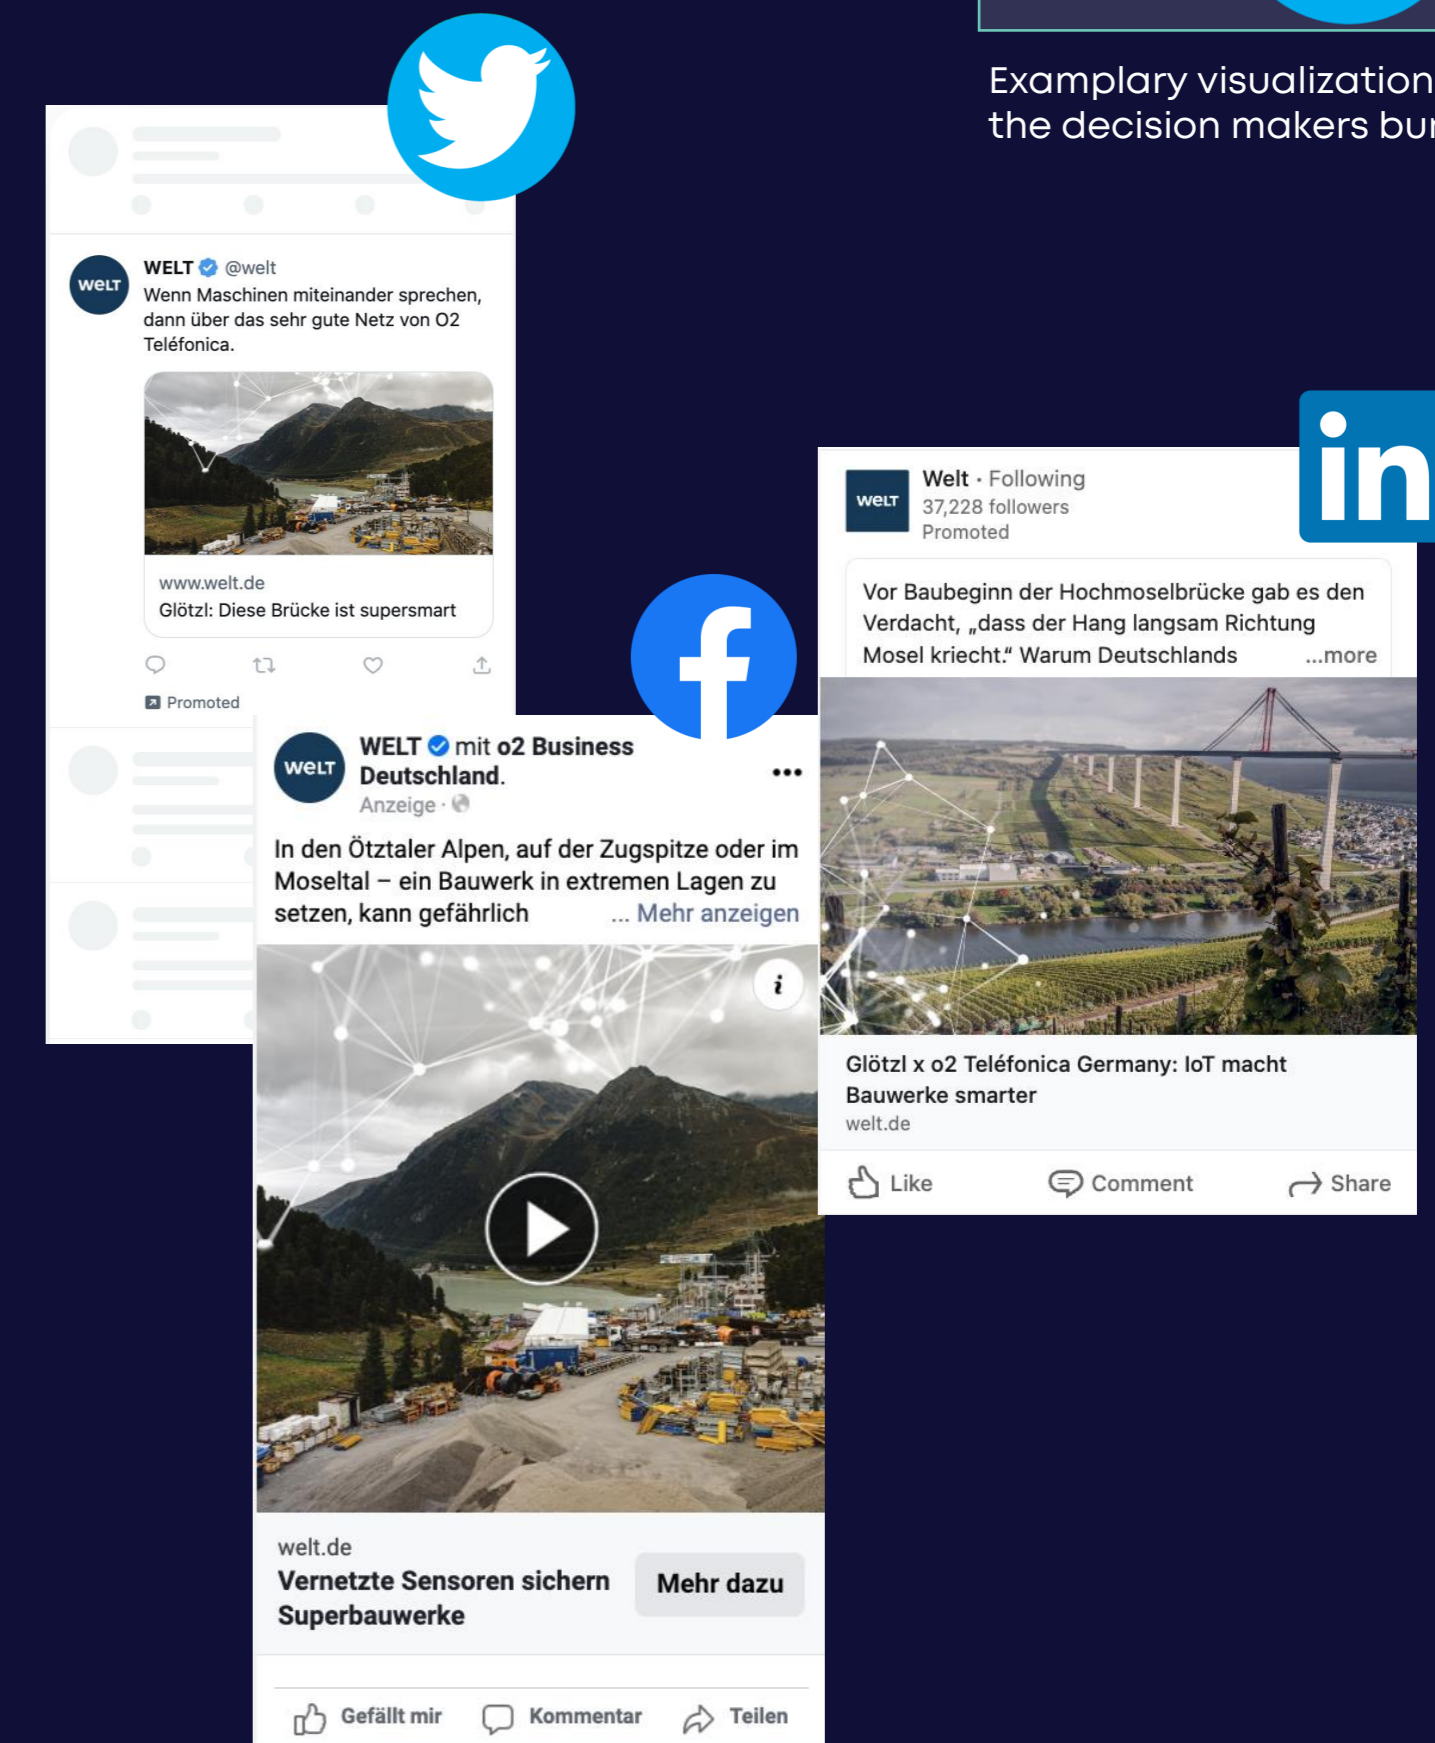 Examplary visualization
the decision makers
WELT @welt
Wenn Maschinen miteinander sprechen,
dann über das sehr gute Netz von O2
Teléfonica.
welt
www.welt.de
Glötzl: Diese Brücke ist supersmart
Promoted
welt
WELT mit o2 Business
Deutschland.
Anzeige ·
In den Ötztaler Alpen, auf der Zugspitze oder im
Moseltal – ein Bauwerk in extremen Lagen zu
setzen, kann gefährlich ... Mehr anzeigen
i
welt.de
Vernetzte Sensoren sichern
Superbauwerke
Mehr dazu
Gefällt mir Kommentar Teilen
in
welt
Welt · Following
37,228 followers
Promoted
Vor Baubeginn der Hochmoselbrücke gab es den
Verdacht, „dass der Hang langsam Richtung
Mosel kriecht.“ Warum Deutschlands ...more
Glötzl x o2 Teléfonica Germany: IoT macht
Bauwerke smarter
welt.de
Like Comment Share